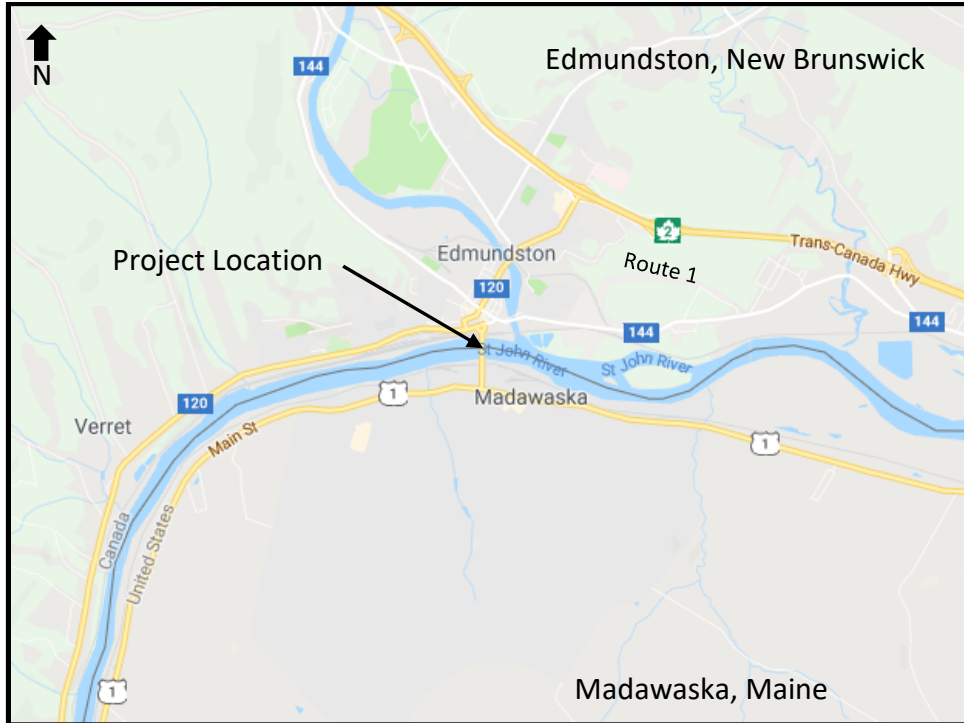 144
Edmundston, New Brunswick
N
2
Project Location
Edmundston
Route 1
Trans-Canada Hwy
120
144
144
St John River
St John River
1
Madawaska
120
Verret
Main St
1
Canada
United States
1
Madawaska, Maine